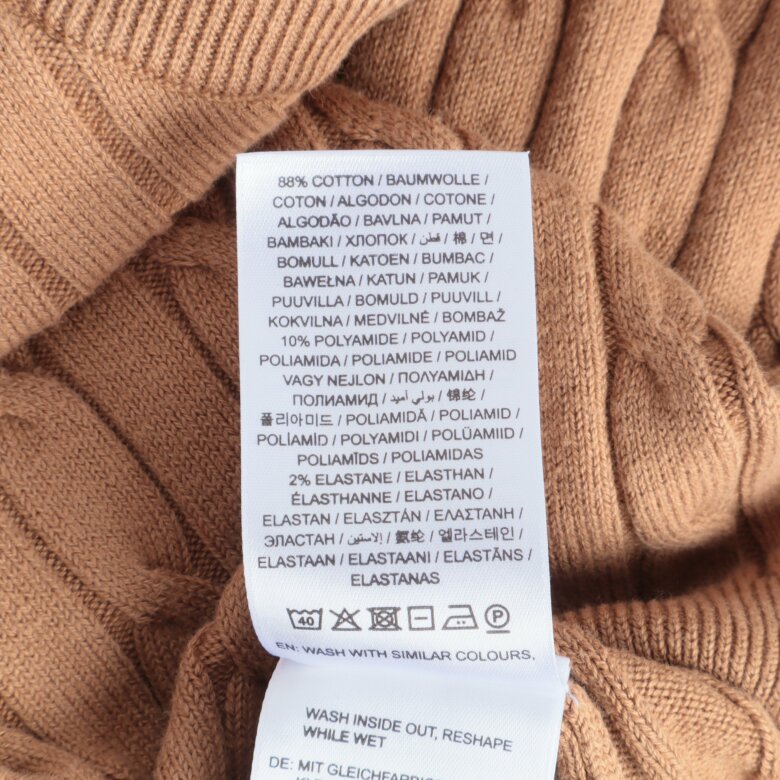 88% COTTON / BAUMWOLLE /
COTON / ALGODON / COTONE /
ALGODÃO / BAVLNA / PAMUT /
BAMBAKI / ХЛОПОК / قطن / 棉 / 면 /
BOMULL / KATOEN / BUMBAC /
BAWEŁNA / KATUN / PAMUK /
PUUVILLA / BOMULD / PUUVILL /
KOKVILNA / MEDVILNĖ / BOMBAŽ
10% POLYAMIDE / POLYAMID /
POLIAMIDA / POLIAMIDE / POLIAMID
VAGY NEJLON / ΠΟΛΥΑΜΙΔΗ /
ПОЛИАМИД / بولي أميد / 锦纶 /
폴리아미드 / POLIAMIDĂ / POLIAMID /
POLİAMİD / POLYAMIDI / POLÜAMIID /
POLIAMĪDS / POLIAMIDAS
2% ELASTANE / ELASTHAN /
ÉLASTHANNE / ELASTANO /
ELASTAN / ELASZTÁN / ΕΛΑΣΤΑΝΗ /
ЭЛАСТАН / إلاستين / 氨纶 / 엘라스테인 /
ELASTAAN / ELASTAANI / ELASTĀNS /
ELASTANAS
40 P
EN: WASH WITH SIMILAR COLOURS,
WASH INSIDE OUT, RESHAPE
WHILE WET
DE: MIT GLEICHFARBIGEN